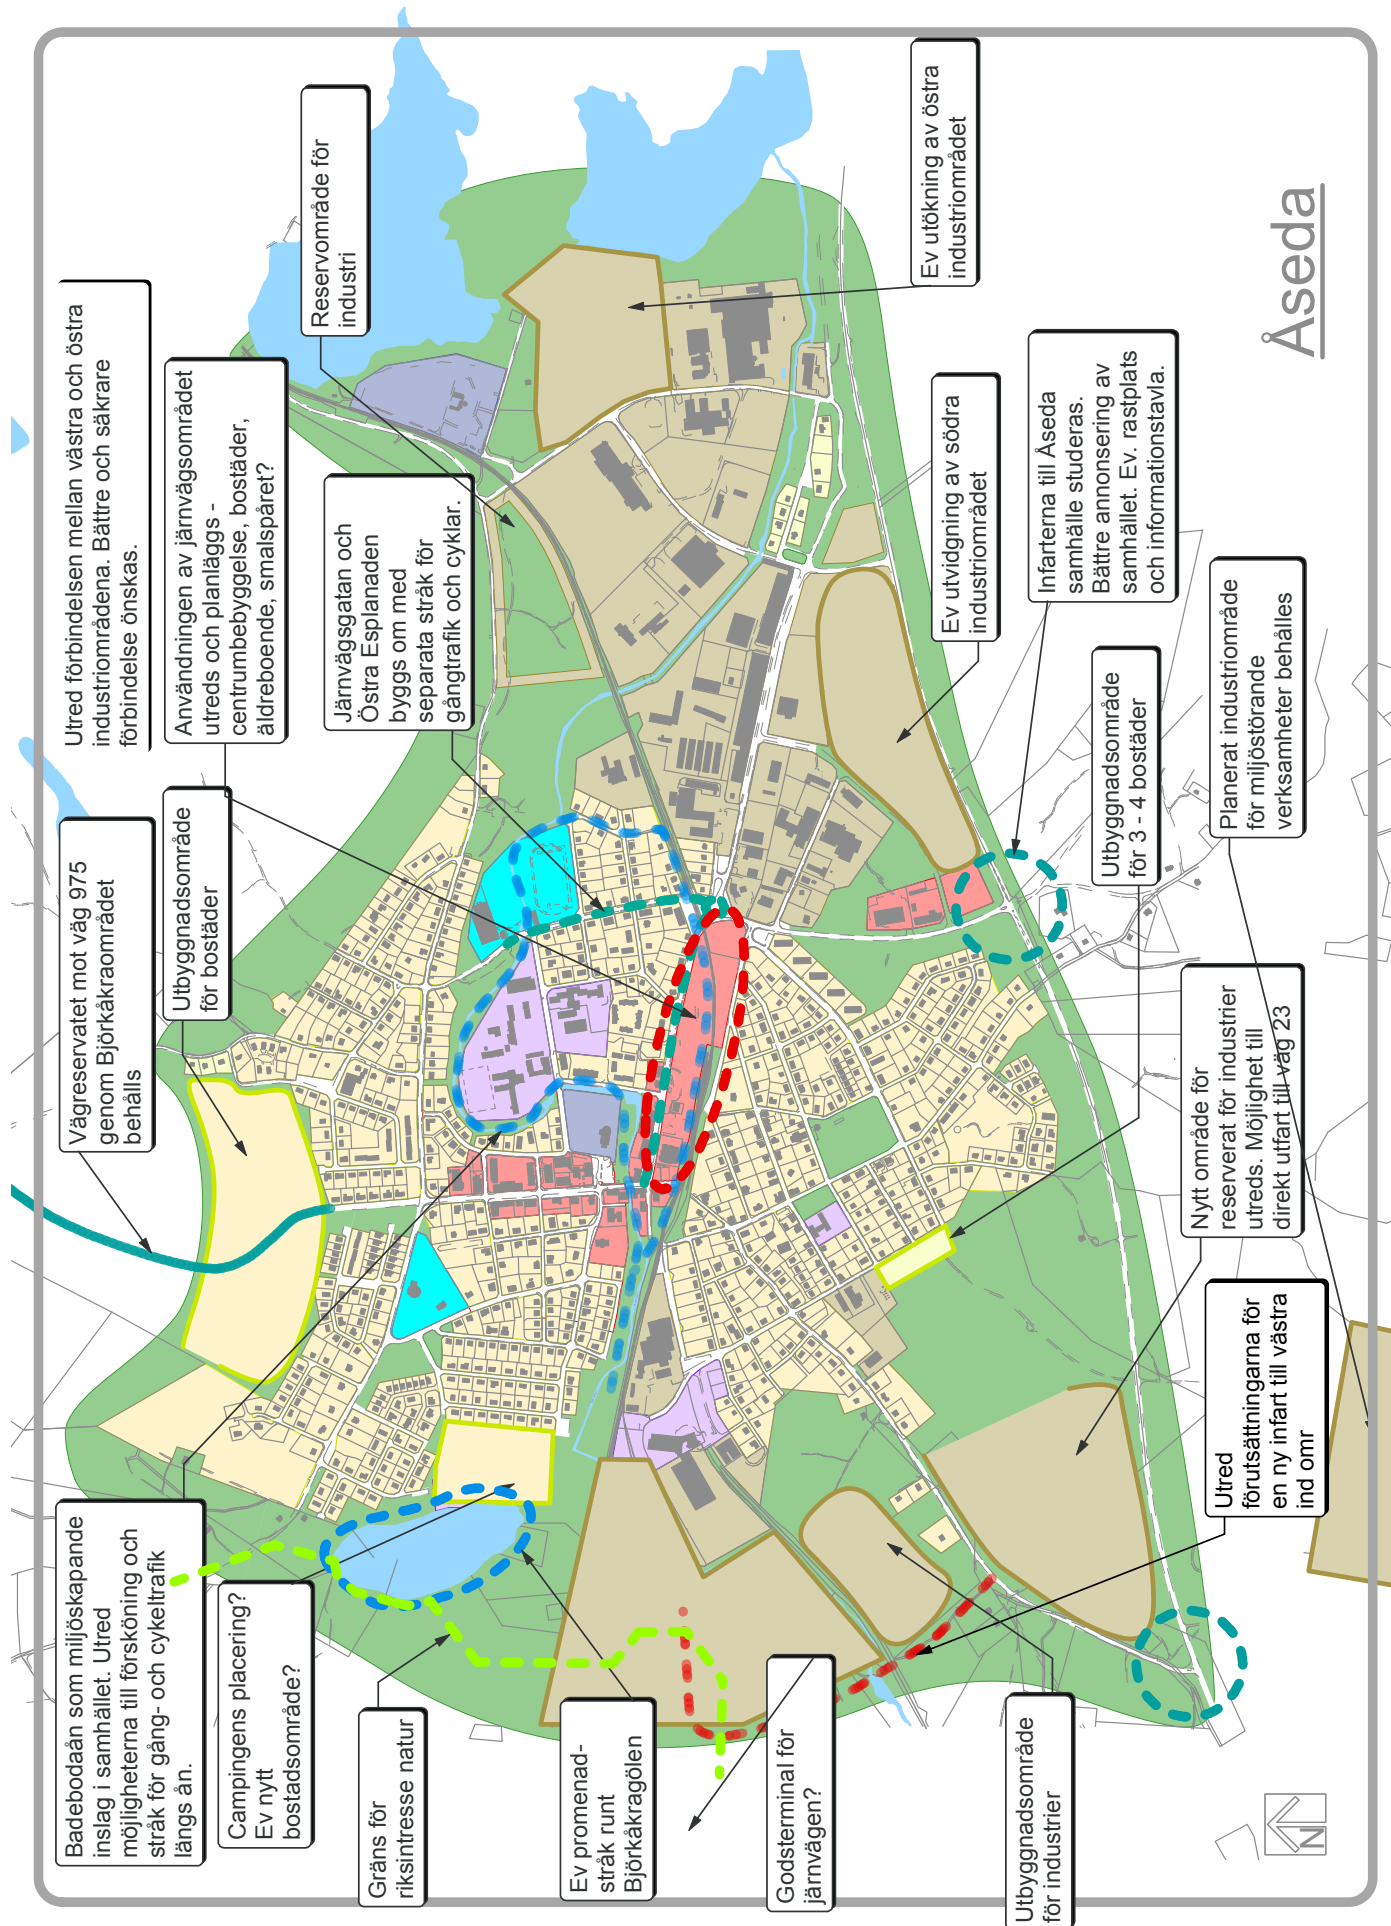 Badebodaån som miljöskapande
inslag i samhället. Utred
möjligheterna till försköning och
stråk för gång- och cykeltrafik
längs ån.
Vägreservatet mot väg 975
genom Björkåkraområdet
behålls
Utred förbindelsen mellan västra och östra
industriområdena. Bättre och säkrare
förbindelse önskas.
Utbyggnadsområde
för bostäder
Användningen av järnvägsområdet
utreds och planläggs -
centrumbebyggelse, bostäder,
äldreboende, smalspåret?
Campingens placering?
Ev nytt
bostadsområde?
Järnvägsgatan och
Östra Esplanaden
byggs om med
separata stråk för
gångtrafik och cyklar.
Reservområde för
industri
Gräns för
riksintresse natur
Ev promenad-
stråk runt
Björkåkragölen
Godsterminal för
järnvägen?
Ev utökning av östra
industriområdet
Ev utvidgning av södra
industriområdet
Utbyggnadsområde
för industrier
Infarterna till Åseda
samhälle studeras.
Bättre annonsering av
samhället. Ev. rastplats
och informationstavla.
Utbyggnadsområde
för 3 - 4 bostäder
Nytt område för
reserverat för industrier
utreds. Möjlighet till
direkt utfart till väg 23
Utred
förutsättningarna för
en ny infart till västra
ind omr
Planerat industriområde
för miljöstörande
verksamheter behålles
Åseda
N